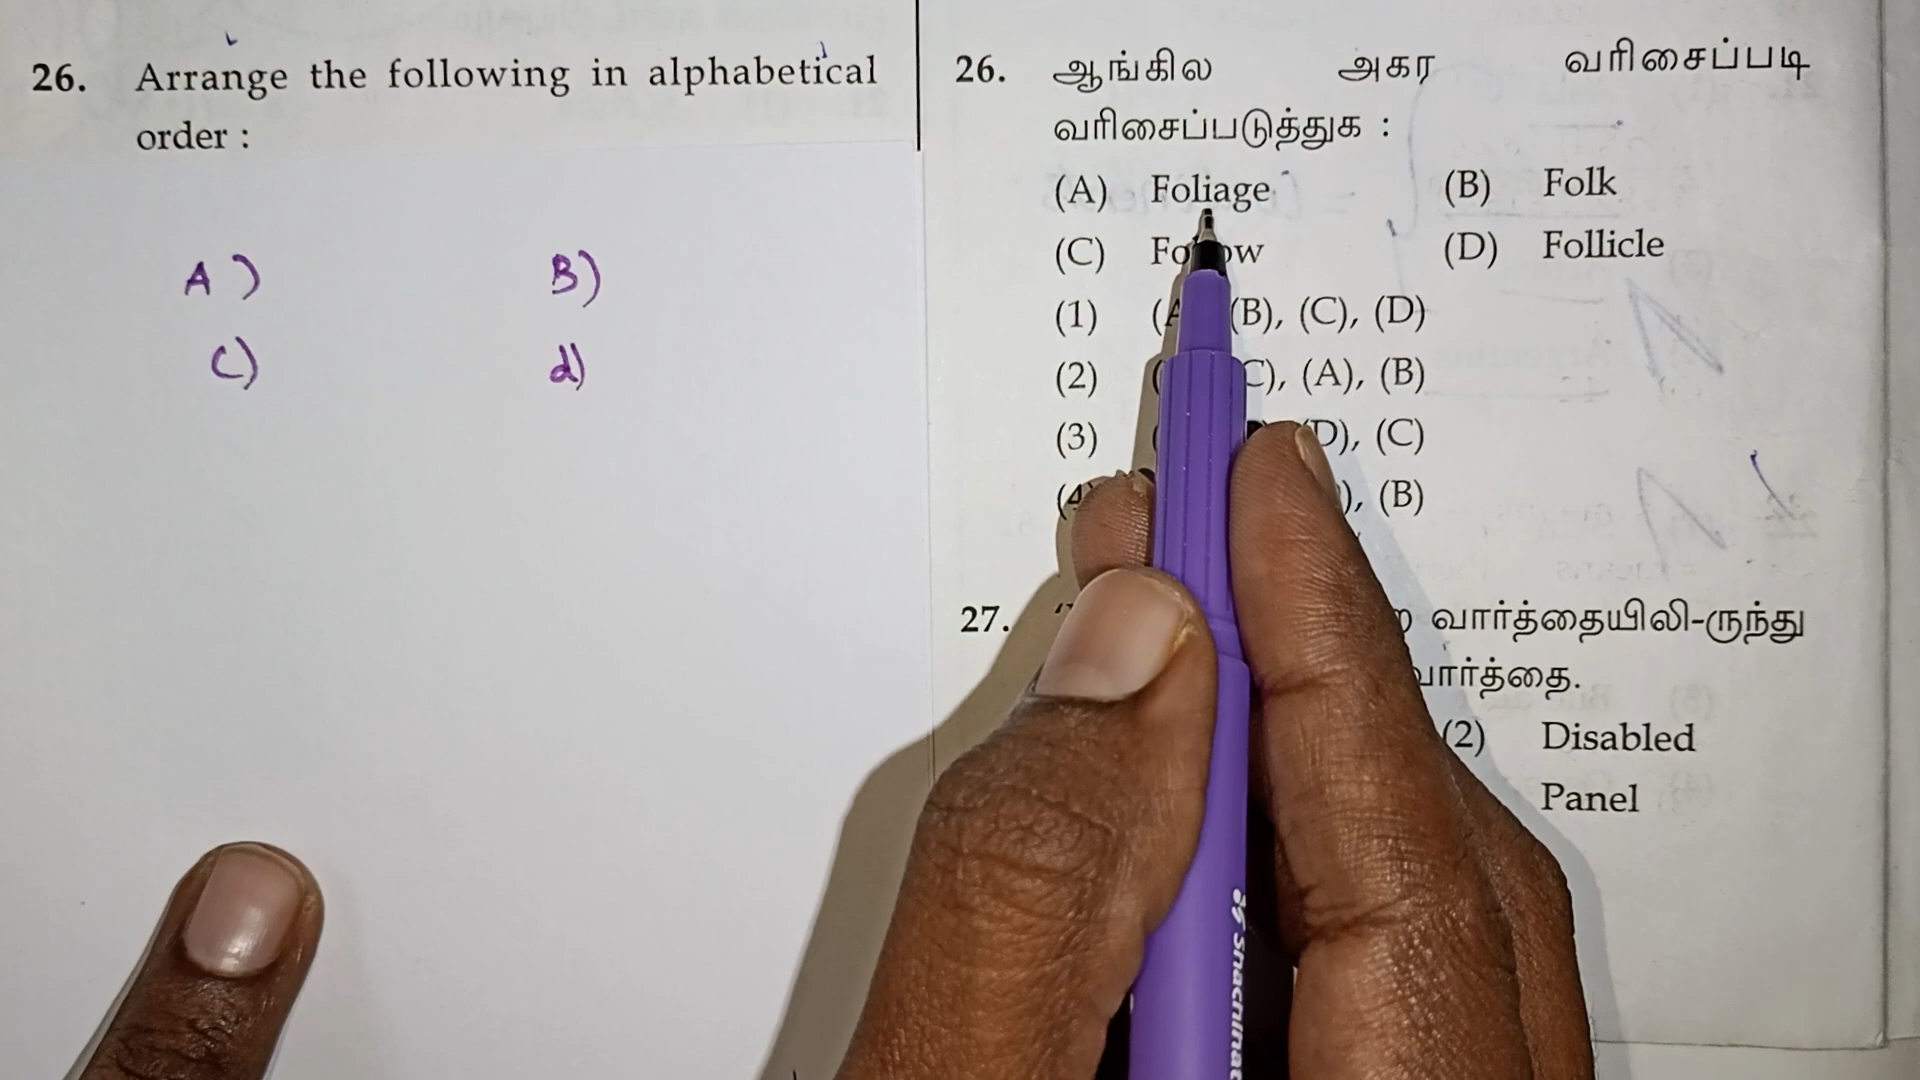 26. Arrange the following in alphabetical
order :
A)
B)
C)
d)
26. ஆங்கில அகர வரிசைப்படி
வரிசைப்படுத்துக :
(A) Foliage (B) Folk
(C) (D) Follicle
(1) (B), (C), (D)
(2) (A), (B)
(3) (C)
(B)
27. வார்த்தையிலி-ருந்து
வார்த்தை.
(2) Disabled
Panel